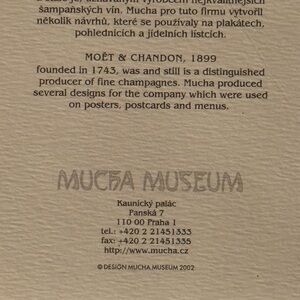 šampaňských vín. Mucha pro tuto firmu vytvořil
několik návrhů, které se používaly na plakátech,
pohlednicích a jídelních lístcích.
MOËT & CHANDON, 1899
founded in 1743, was and still is a distinguished
producer of fine champagnes. Mucha produced
several designs for the company which were used
on posters, postcards and menus.
MUCHA MUSEUM
Kaunický palác
Panská 7
110 00 Praha 1
tel.: +420 2 21451333
fax: +420 2 21451335
http://www.mucha.cz
© DESIGN MUCHA MUSEUM 2002